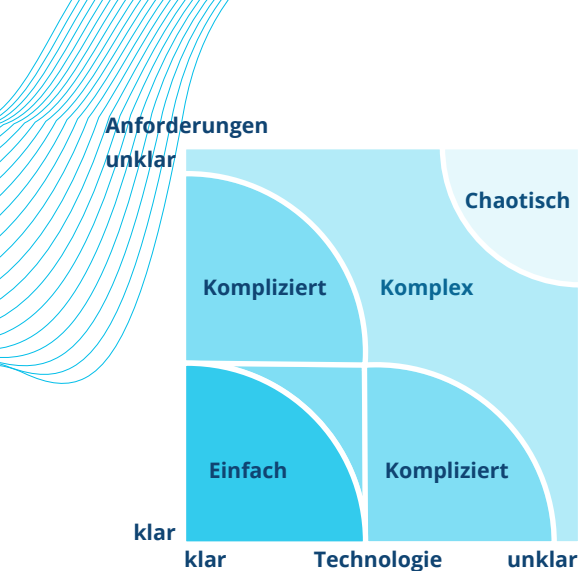 Anforderungen
unklar
Chaotisch
Kompliziert
Komplex
Einfach
Kompliziert
klar
klar
Technologie
unklar